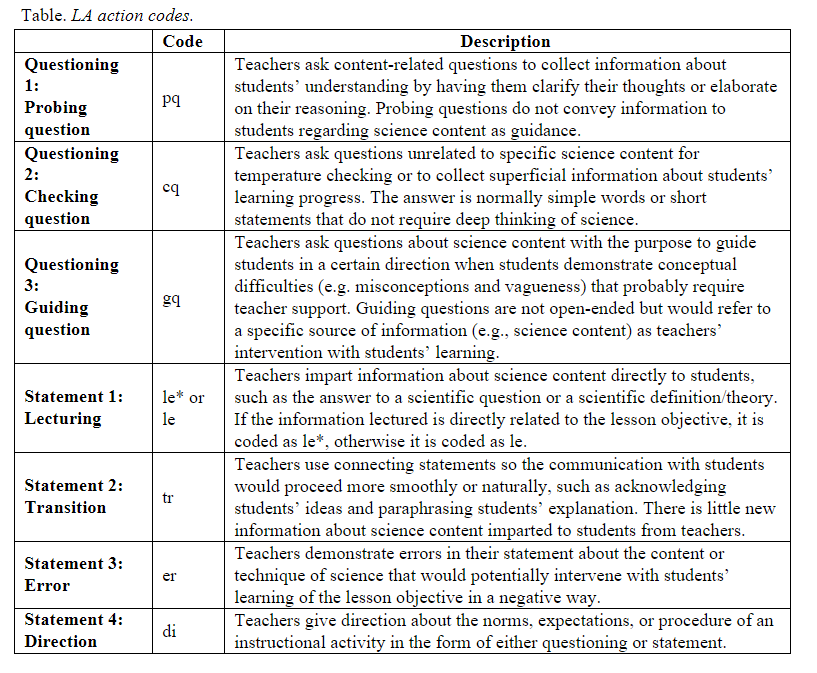 Table. LA action codes.
Code Description
Questioning 1: Probing question
pq
Teachers ask content-related questions to collect information about
students’ understanding by having them clarify their thoughts or elaborate
on their reasoning. Probing questions do not convey information to
students regarding science content as guidance.
Questioning 2: Checking question
cq
Teachers ask questions unrelated to specific science content for
temperature checking or to collect superficial information about students’
learning progress. The answer is normally simple words or short
statements that do not require deep thinking of science.
Questioning 3: Guiding question
gq
Teachers ask questions about science content with the purpose to guide
students in a certain direction when students demonstrate conceptual
difficulties (e.g. misconceptions and vagueness) that probably require
teacher support. Guiding questions are not open-ended but would refer to
a specific source of information (e.g., science content) as teachers’
intervention with students’ learning.
Statement 1: Lecturing
le* or le
Teachers impart information about science content directly to students,
such as the answer to a scientific question or a scientific definition/theory.
If the information lectured is directly related to the lesson objective, it is
coded as le*, otherwise it is coded as le.
Statement 2: Transition
tr
Teachers use connecting statements so the communication with students
would proceed more smoothly or naturally, such as acknowledging
students’ ideas and paraphrasing students’ explanation. There is little new
information about science content imparted to students from teachers.
Statement 3: Error
er
Teachers demonstrate errors in their statement about the content or
technique of science that would potentially intervene with students’
learning of the lesson objective in a negative way.
Statement 4: Direction
di
Teachers give direction about the norms, expectations, or procedure of an
instructional activity in the form of either questioning or statement.